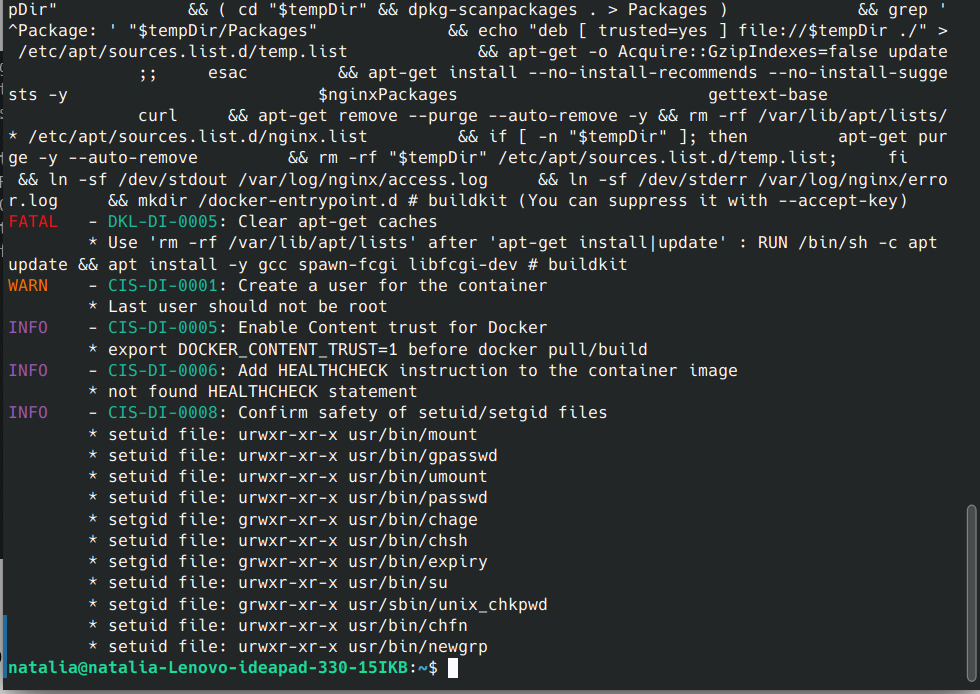 pDir" && ( cd "$tempDir" && dpkg-scanpackages . > Packages ) && grep '
^Package: ' "$tempDir/Packages" && echo "deb [ trusted=yes ] file://$tempDir ./" >
/etc/apt/sources.list.d/temp.list && apt-get -o Acquire::GzipIndexes=false update
;; esac && apt-get install --no-install-recommends --no-install-sugge
sts -y $nginxPackages gettext-base
curl && apt-get remove --purge --auto-remove -y && rm -rf /var/lib/apt/lists/
* /etc/apt/sources.list.d/nginx.list && if [ -n "$tempDir" ]; then apt-get pur
ge -y --auto-remove && rm -rf "$tempDir" /etc/apt/sources.list.d/temp.list; fi
&& ln -sf /dev/stdout /var/log/nginx/access.log && ln -sf /dev/stderr /var/log/nginx/erro
r.log && mkdir /docker-entrypoint.d # buildkit (You can suppress it with --accept-key)
FATAL - DKL-DI-0005: Clear apt-get caches
* Use 'rm -rf /var/lib/apt/lists' after 'apt-get install|update' : RUN /bin/sh -c apt
update && apt install -y gcc spawn-fcgi libfcgi-dev # buildkit
WARN - CIS-DI-0001: Create a user for the container
* Last user should not be root
INFO - CIS-DI-0005: Enable Content trust for Docker
* export DOCKER_CONTENT_TRUST=1 before docker pull/build
INFO - CIS-DI-0006: Add HEALTHCHECK instruction to the container image
* not found HEALTHCHECK statement
INFO - CIS-DI-0008: Confirm safety of setuid/setgid files
* setuid file: urwxr-xr-x usr/bin/mount
* setuid file: urwxr-xr-x usr/bin/gpasswd
* setuid file: urwxr-xr-x usr/bin/umount
* setuid file: urwxr-xr-x usr/bin/passwd
* setgid file: grwxr-xr-x usr/bin/chage
* setuid file: urwxr-xr-x usr/bin/chsh
* setgid file: grwxr-xr-x usr/bin/expiry
* setuid file: urwxr-xr-x usr/bin/su
* setgid file: grwxr-xr-x usr/sbin/unix_chkpwd
* setuid file: urwxr-xr-x usr/bin/chfn
* setuid file: urwxr-xr-x usr/bin/newgrp
natalia@natalia-Lenovo-ideapad-330-15IKB:~$